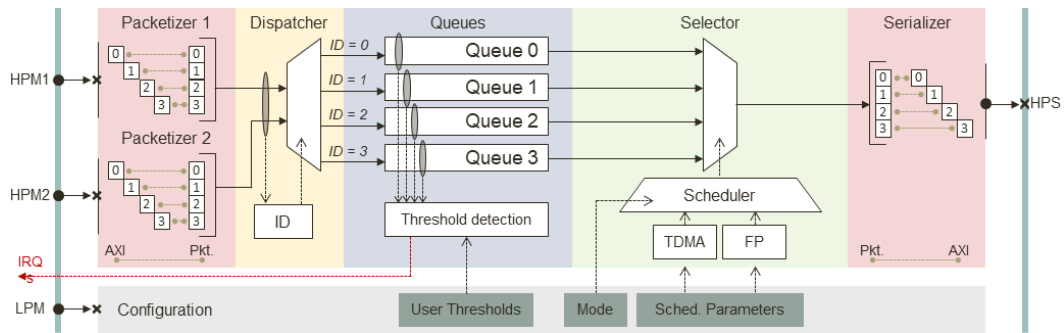 Packetizer 1
Dispatcher
Queues
Selector
Serializer
HPM1
0 0
1 1
2 2
3 3
ID = 0
Queue 0
ID = 1
Queue 1
ID = 2
Queue 2
ID = 3
Queue 3
0 0
1 1
2 2
3 3
HPS
Packetizer 2
HPM2
0 0
1 1
2 2
3 3
AXI Pkt.
ID
Threshold detection
Scheduler
TDMA
FP
Pkt. AXI
IRQ
s
LPM
Configuration
User Thresholds
Mode
Sched. Parameters